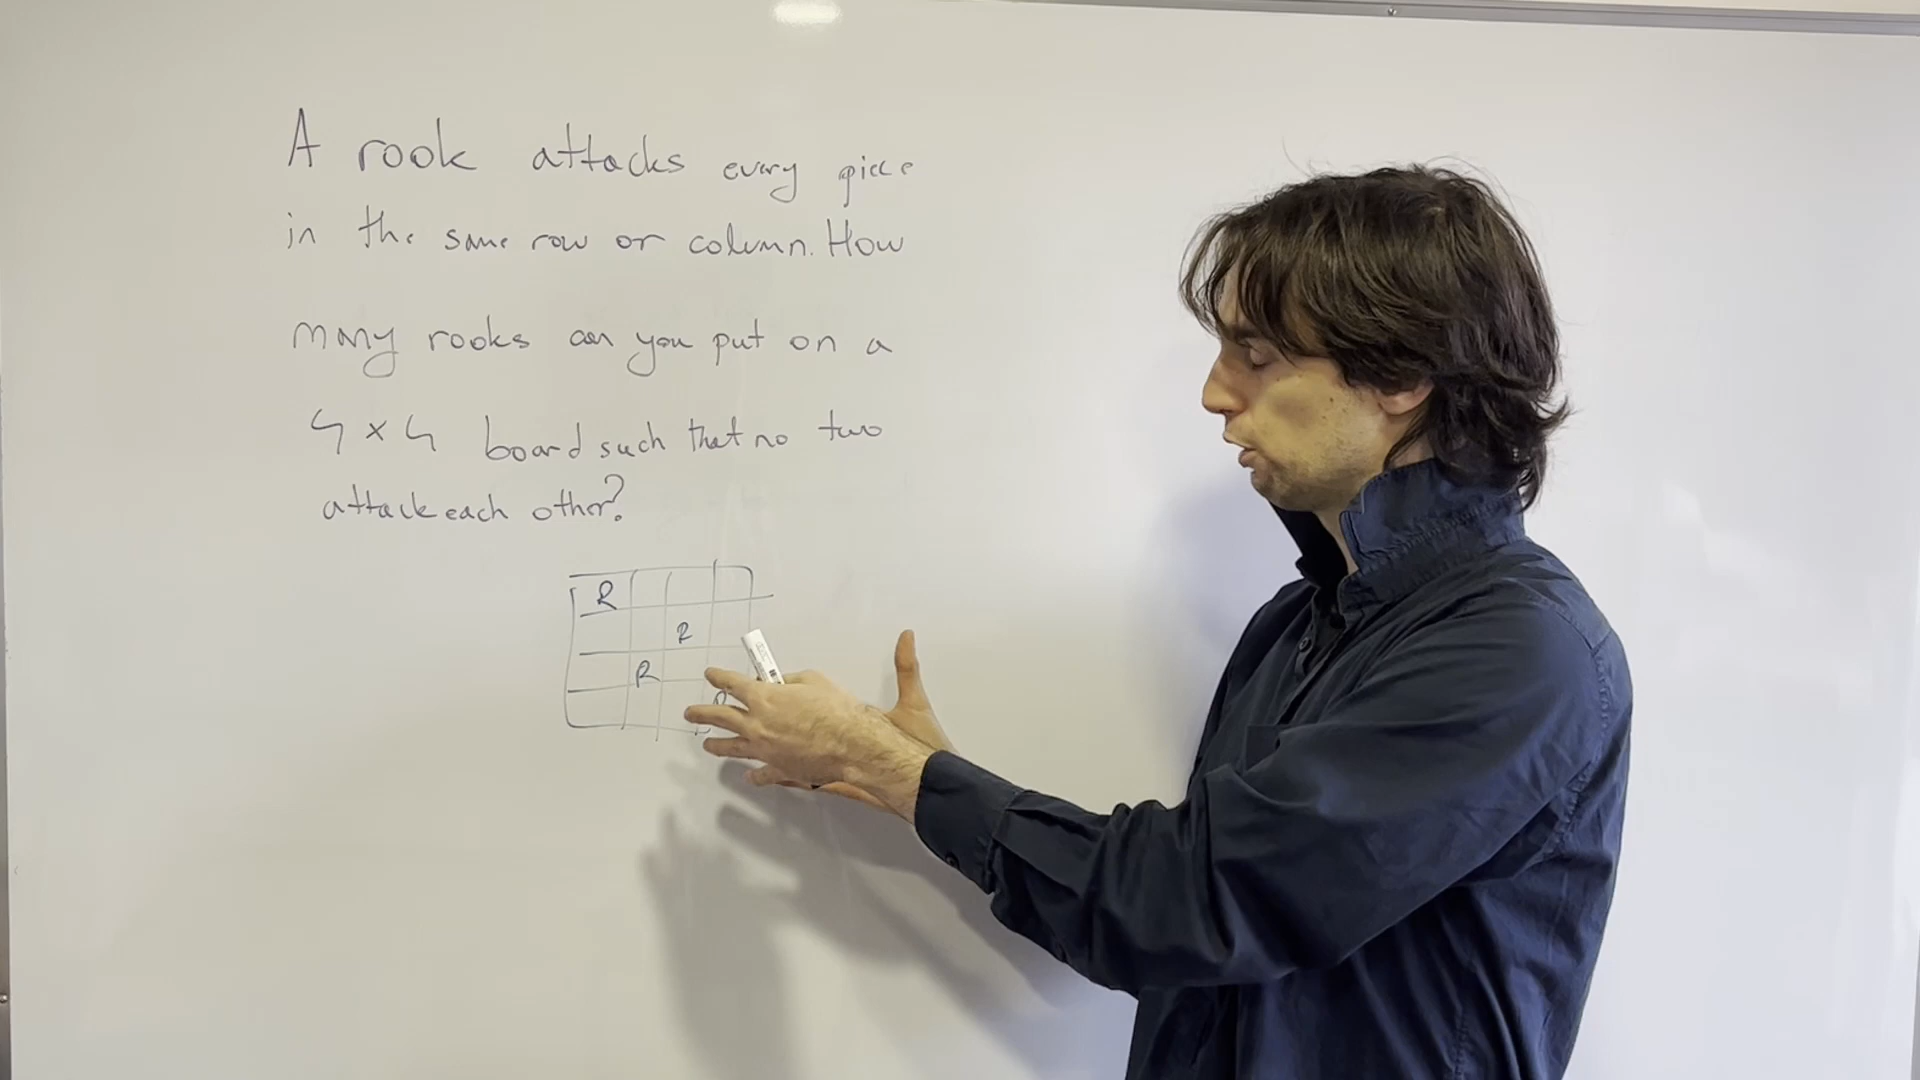 A rook attacks every piece
in the same row or column. How
many rooks can you put on a
4 × 4 board such that no two
attack each other?
R
R
R
R